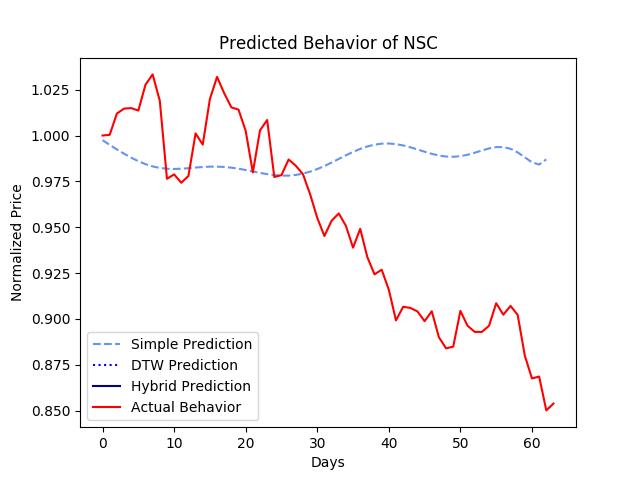 Predicted Behavior of NSC
Normalized Price
1.025
1.000
0.975
0.950
0.925
0.900
0.875
0.850
Simple Prediction
DTW Prediction
Hybrid Prediction
Actual Behavior
0 10 20 30 40 50 60
Days